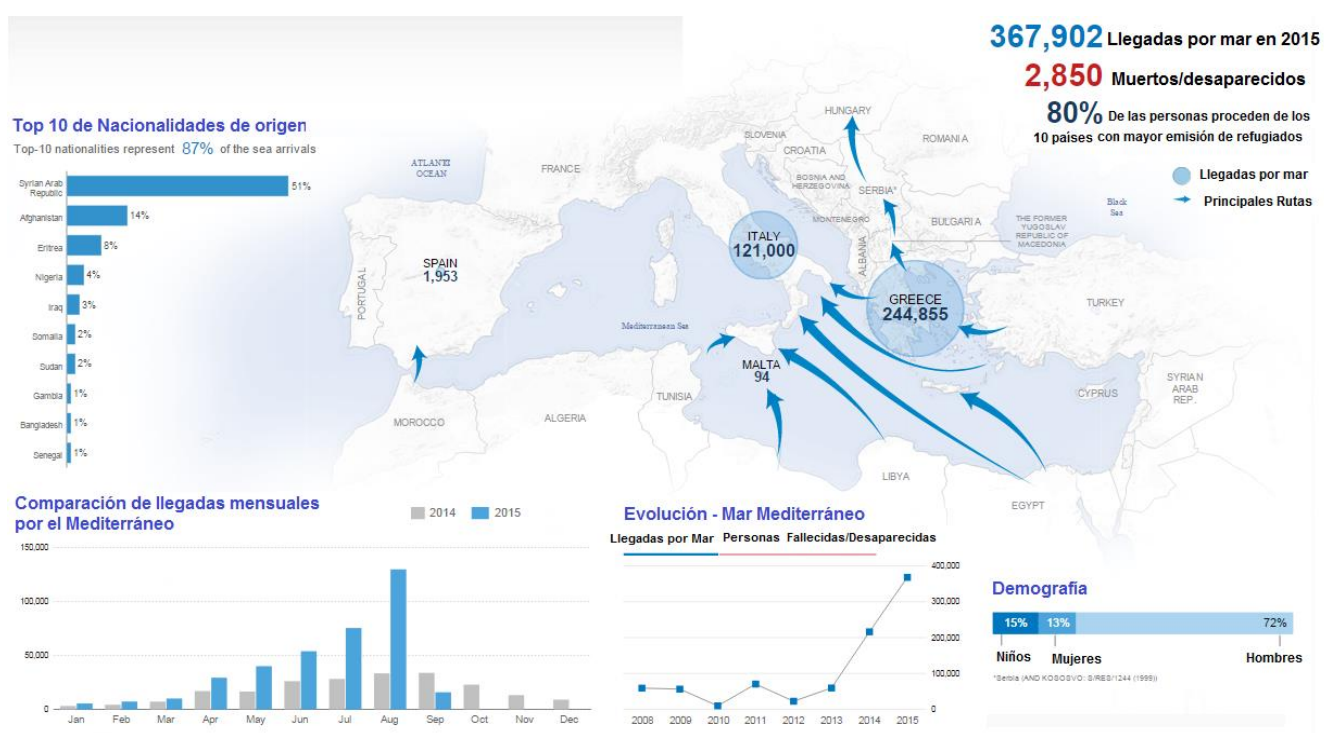 367,902 Llegadas por mar en 2015
2,850 Muertos/desaparecidos
80% De las personas proceden de los
10 países con mayor emisión de refugiados
Llegadas por mar
Principales Rutas
Top 10 de Nacionalidades de origen
Top-10 nationalities represent 87% of the sea arrivals
Syrian Arab
Republic
51%
Afghanistan 14%
Eritrea 8%
Nigeria 4%
Iraq 3%
Somalia 2%
Sudan 2%
Gambia 1%
Bangladesh 1%
Senegal 1%
HUNGARY
SLOVENIA
ROMANIA
CROATIA
ATLANTI
OCEAN
FRANCE
BOSNIA AND
HERZEGOVINA
SERBIA*
Black
Sea
MONTENEGRO
BULGARIA
THE FORMER
YUGOSLAV
REPUBLIC OF
MACEDONIA
ITALY
121,000
ALBANIA
SPAIN
1,953
PORTUGAL
GREECE
244,855
TURKEY
Mediterranean Sea
MALTA
94
SYRIAN
ARAB
REP.
CYPRUS
TUNISIA
MOROCCO
ALGERIA
LIBYA
EGYPT
Comparación de llegadas mensuales
por el Mediterráneo
2014 2015
150,000
100,000
50,000
0
Jan Feb Mar Apr May Jun Jul Aug Sep Oct Nov Dec
Evolución - Mar Mediterráneo
Llegadas por Mar Personas Fallecidas/Desaparecidas
400,000
300,000
200,000
100,000
0
2008 2009 2010 2011 2012 2013 2014 2015
Demografia
15% 13% 72%
Niños Mujeres Hombres
*Serbia (AND KOSOSVO: S/RES/1244 (1999))